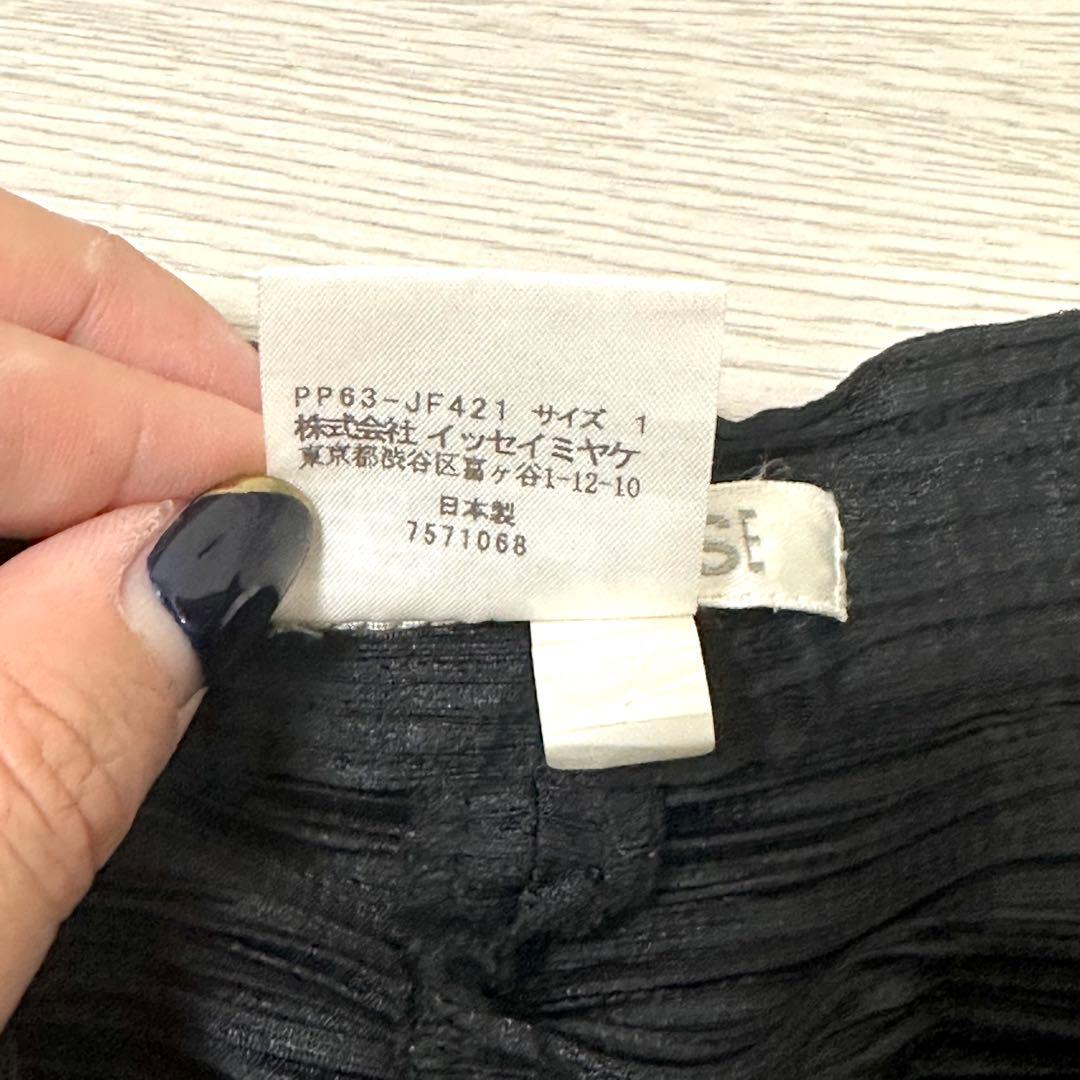 PP63-JF421 サイズ 1
株式会社 イッセイミヤケ
東京都渋谷区富ヶ谷1-12-10
日本製
7571068
SE